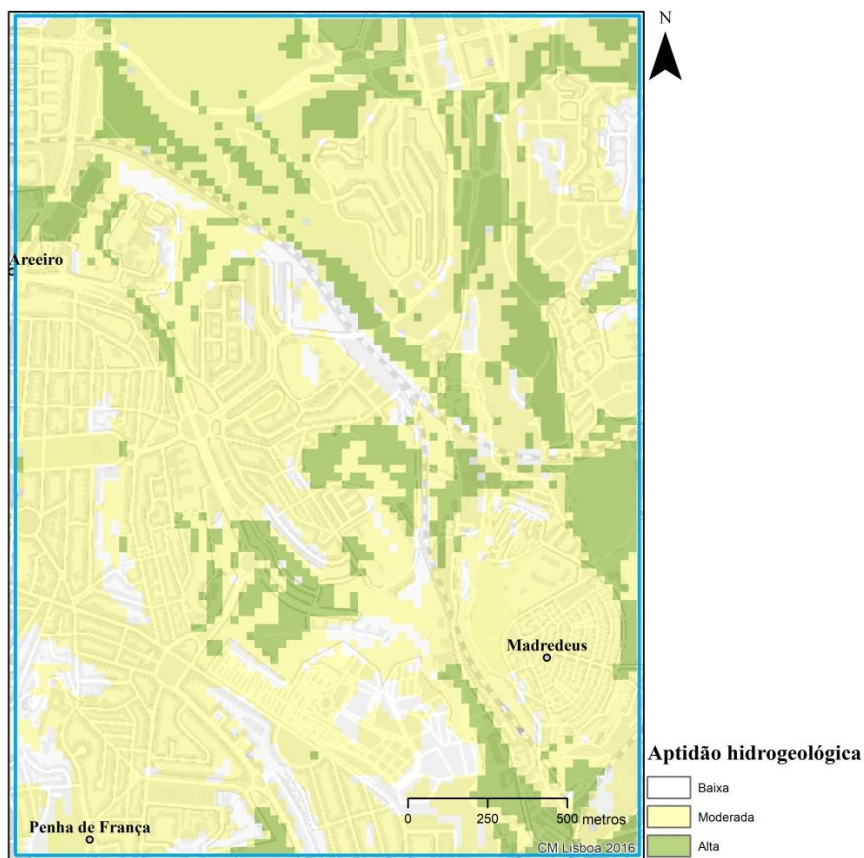 N
Areeiro
Madredeus
Aptidão hidrogeológica
Baixa
Moderada
Alta
0 250 500 metros
Penha de França
CM Lisboa 2016